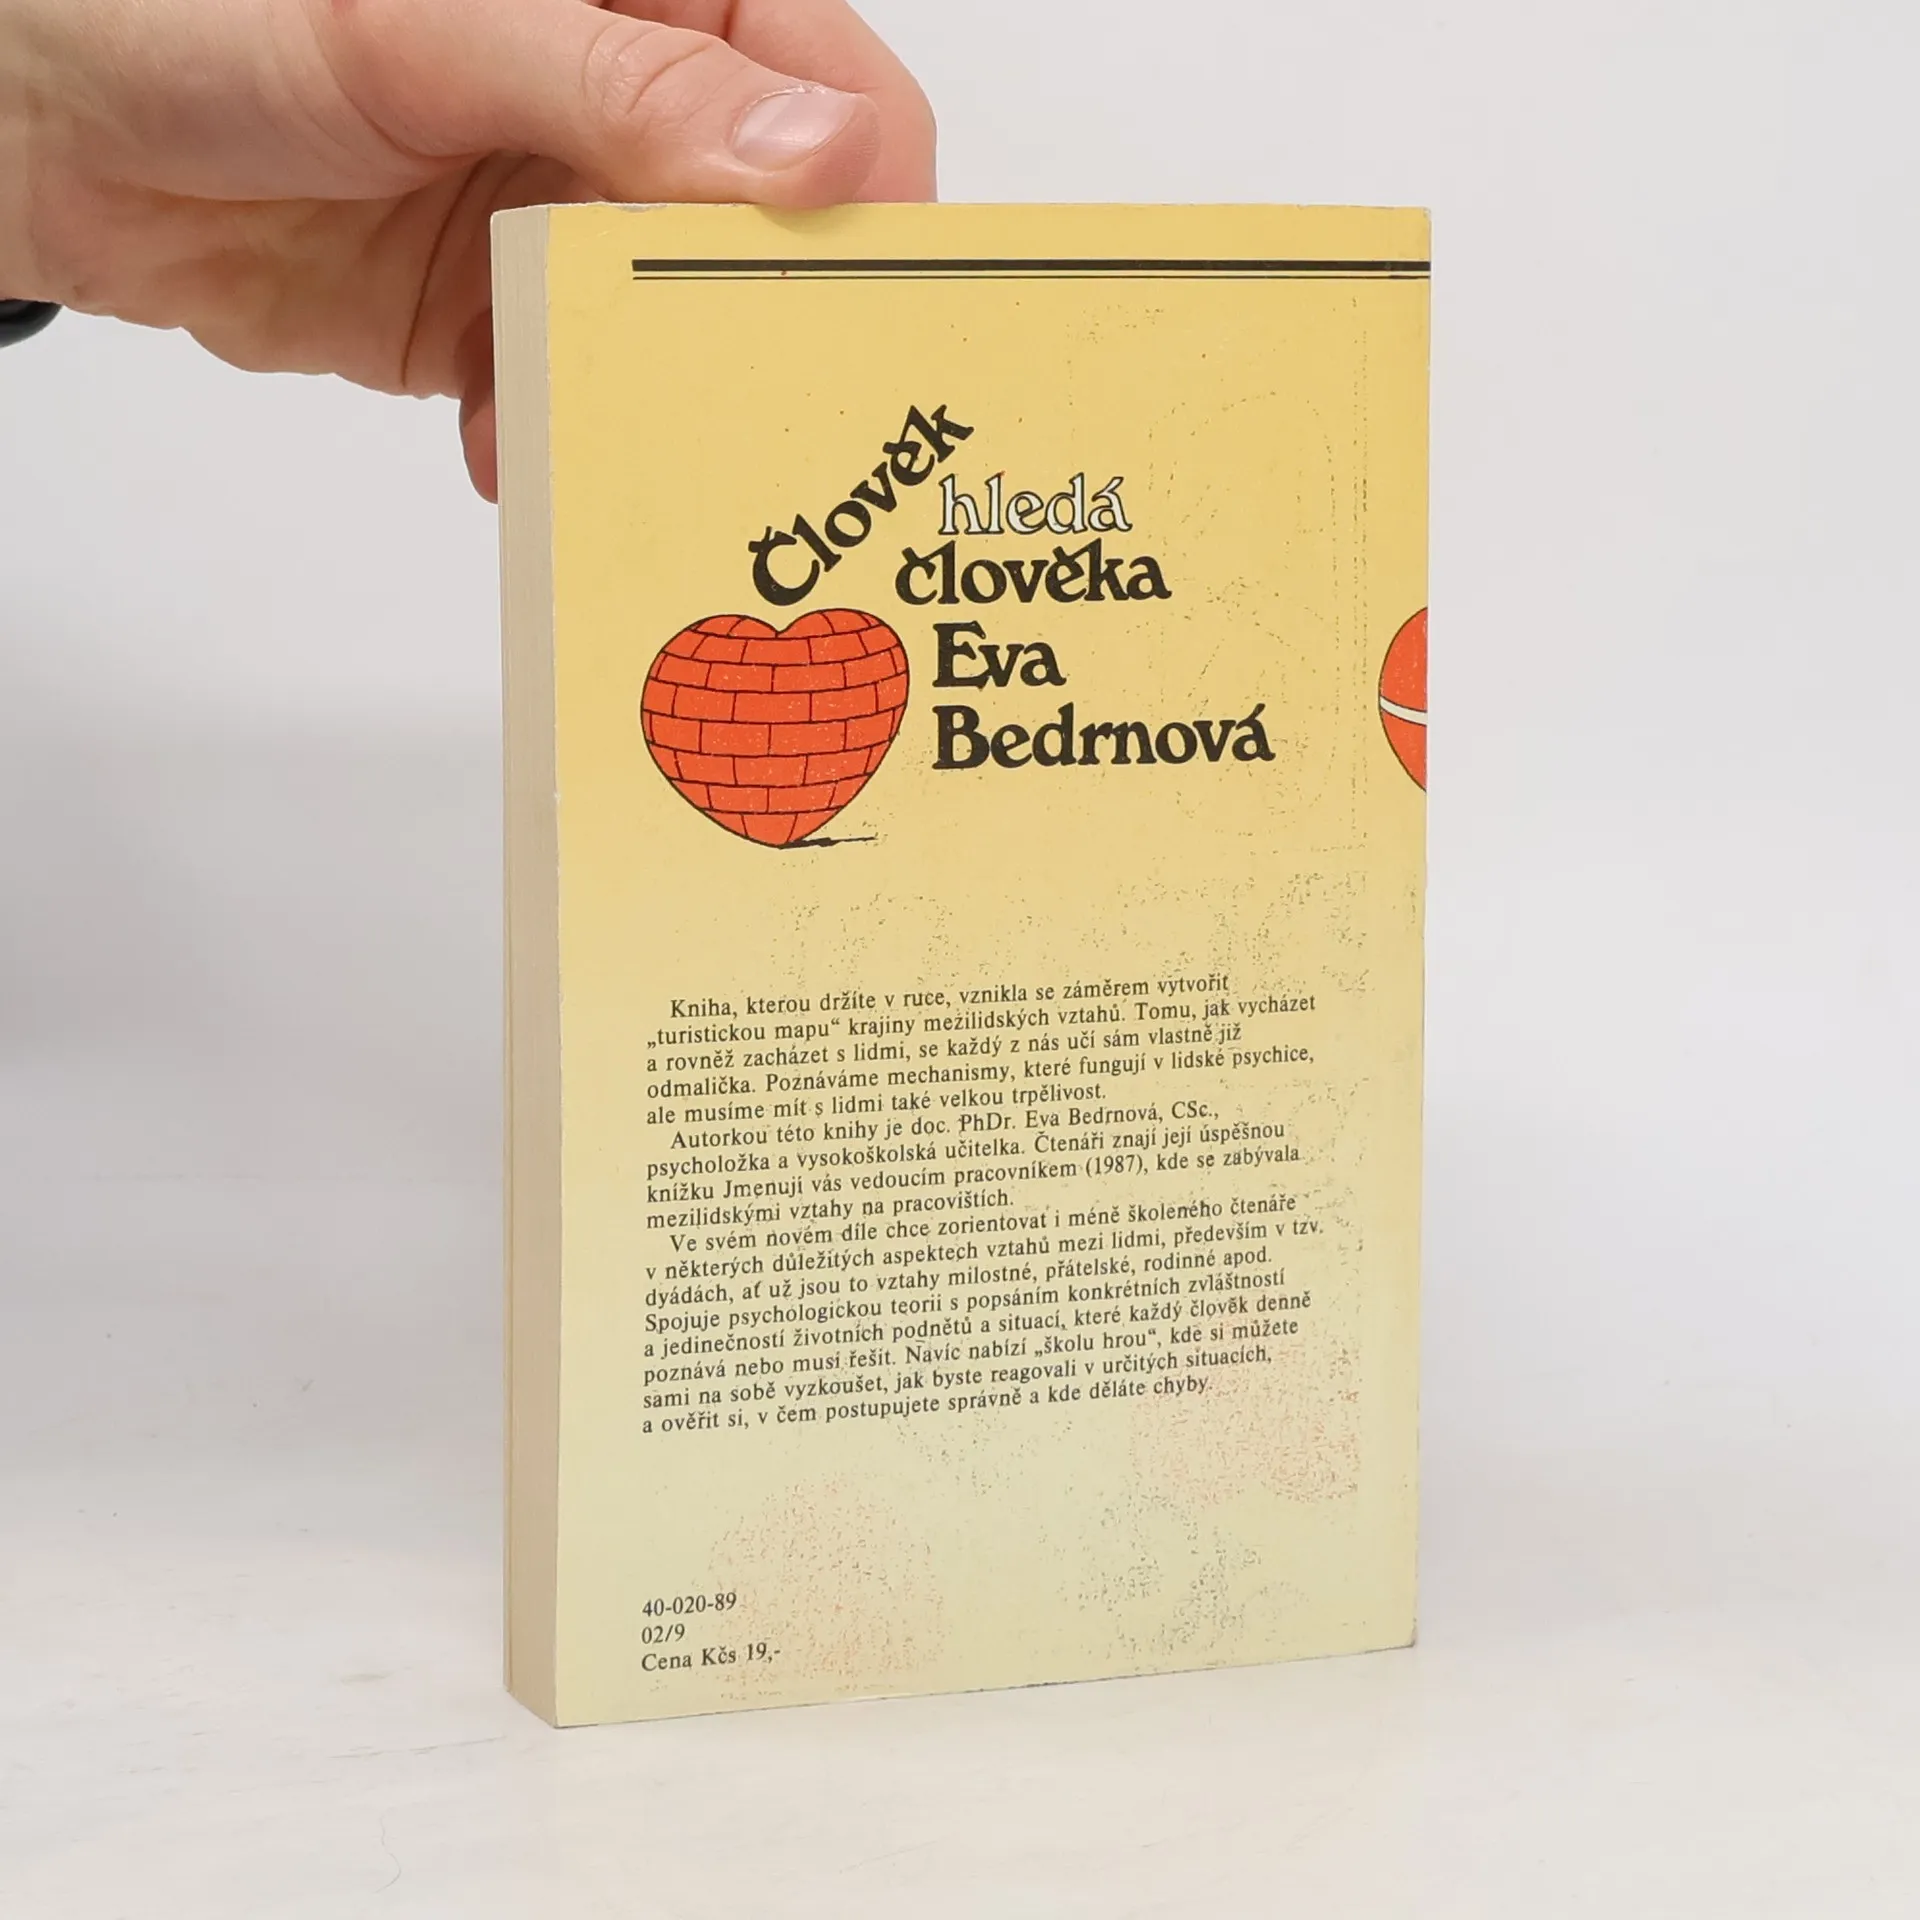 Člověk
hledá
člověka
Eva
Bedrnová
Kniha, kterou držíte v ruce, vznikla se záměrem vytvořit
„turistickou mapu“ krajiny mezilidských vztahů. Tomu, jak vycházet
a rovněž zacházet s lidmi, se každý z nás učí sám vlastně již
odmalička. Poznáváme mechanismy, které fungují v lidské psychice,
ale musíme mít s lidmi také velkou trpělivost.
Autorkou této knihy je doc. PhDr. Eva Bedrnová, CSc.,
psycholožka a vysokoškolská učitelka. Čtenáři znají její úspěšnou
knížku Jmenují vás vedoucím pracovníkem (1987), kde se zabývala
mezilidskými vztahy na pracovištích.
Ve svém novém díle chce zorientovat i méně školeného čtenáře
v některých důležitých aspektech vztahů mezi lidmi, především v tzv.
dyádách, ať už jsou to vztahy milostné, přátelské, rodinné apod.
Spojuje psychologickou teorii s popsáním konkrétních zvláštností
a jedinečností životních podnětů a situací, které každý člověk denně
poznává nebo musí řešit. Navíc nabízí „školu hrou“, kde si můžete
sami na sobě vyzkoušet, jak byste reagovali v určitých situacích,
a ověřit si, v čem postupujete správně a kde děláte chyby.
40-020-89
02/9
Cena Kčs 19,-